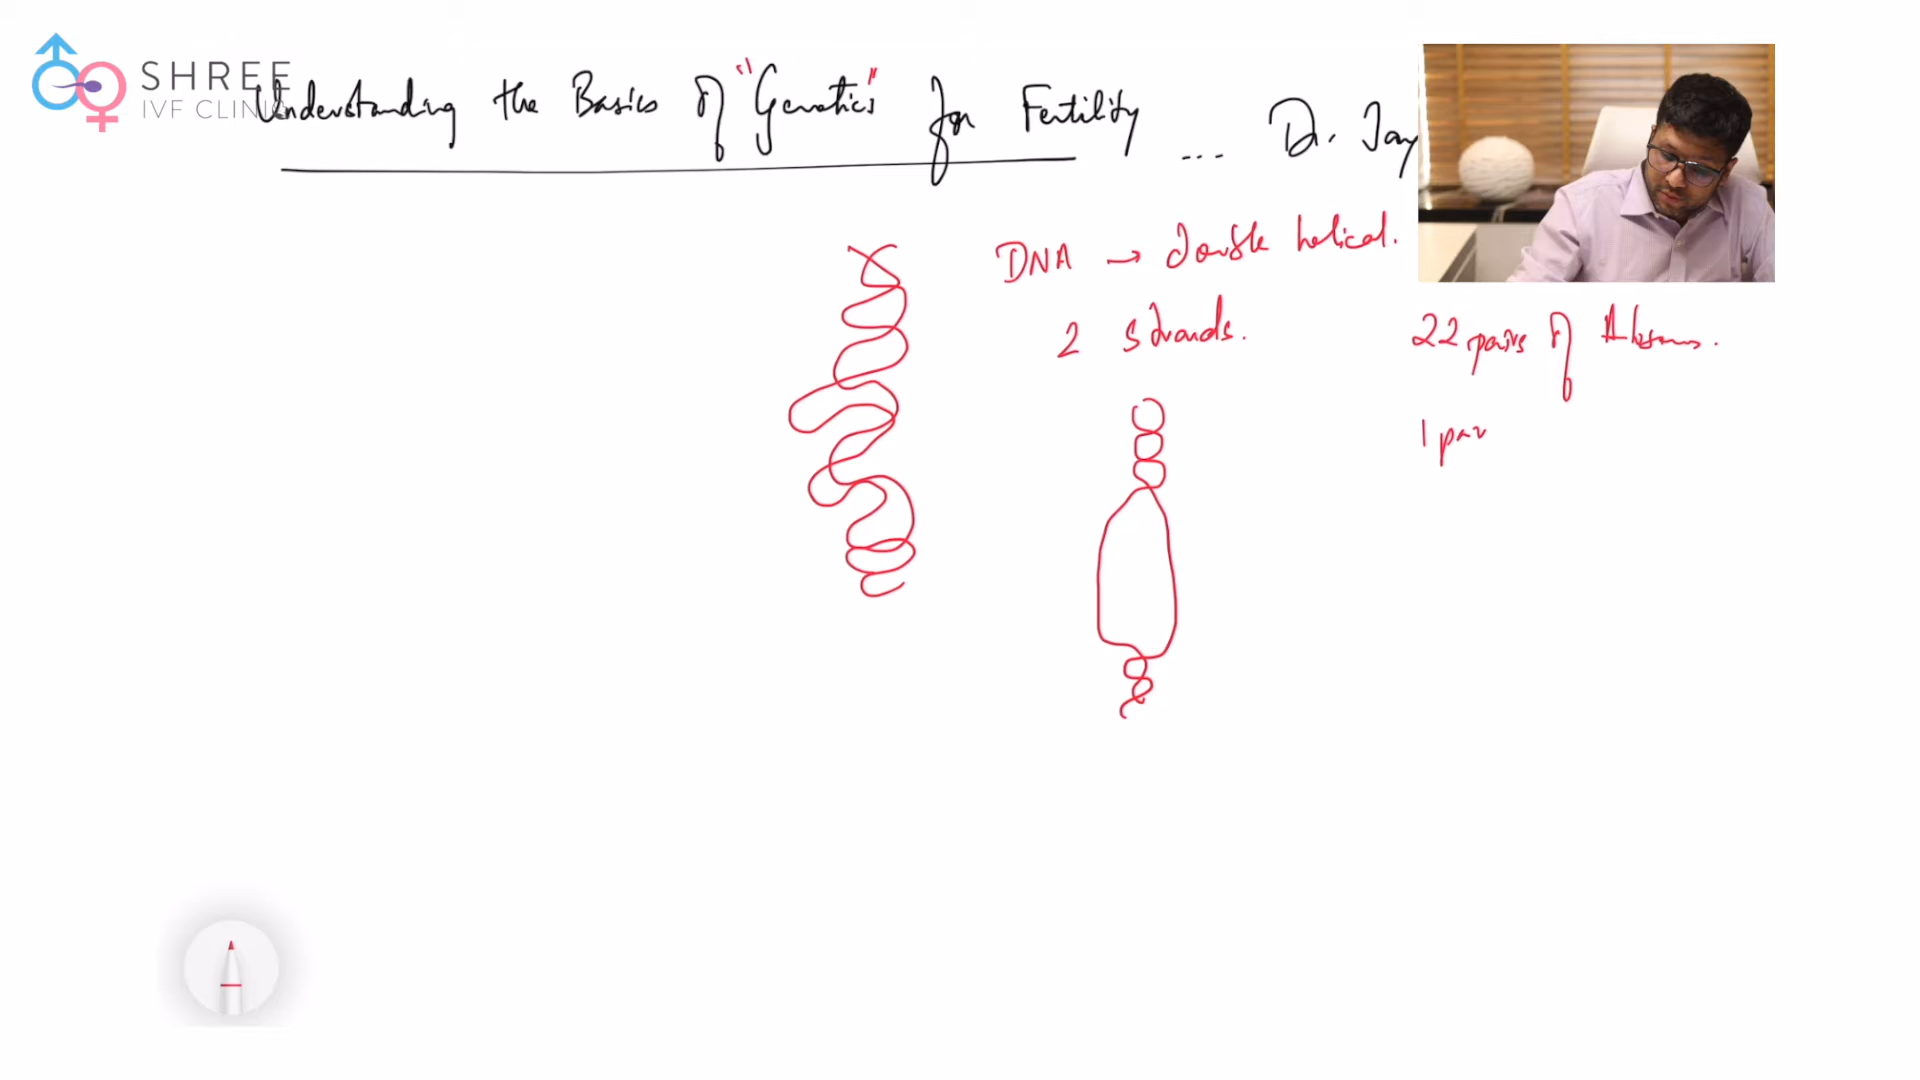 SHREE
IVF CLINIC
Understanding the Basics of "Genetics" for Fertility ... Dr. Jay
DNA → double helical.
2 strands.
22 pairs of
1 pair